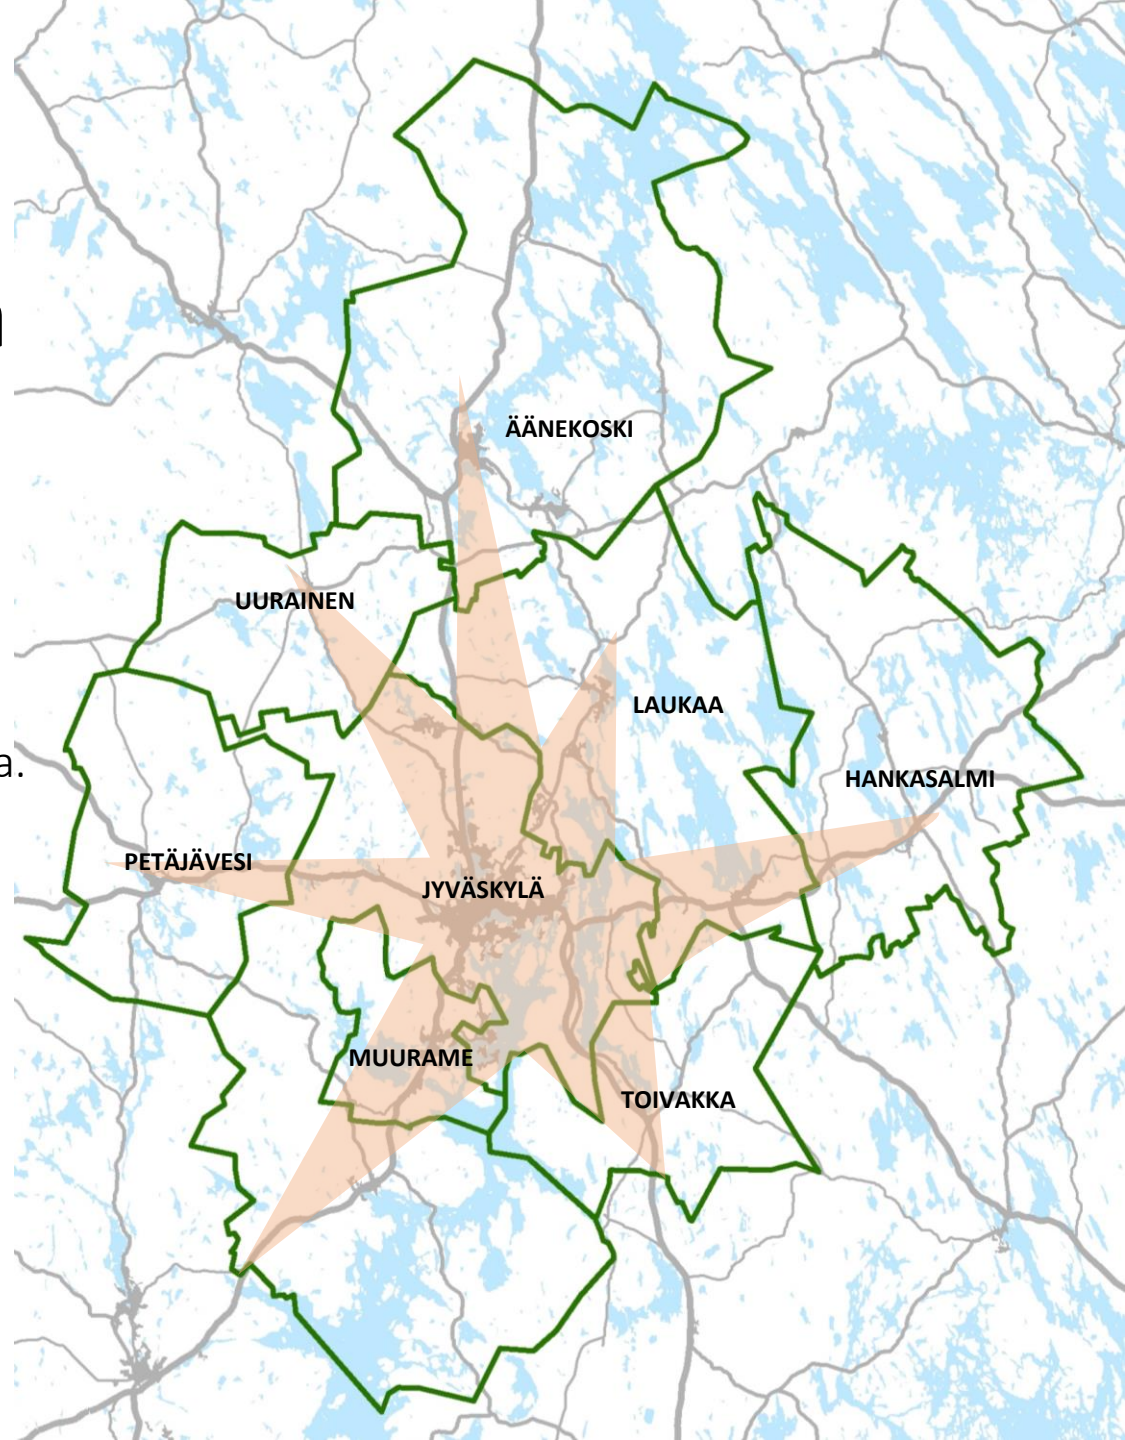 ÄÄNEKOSKI
UURAINEN
LAUKAA
a.
HANKASALMI
PETÄJÄVESI
JYVÄSKYLÄ
MUURAME
TOIVAKKA